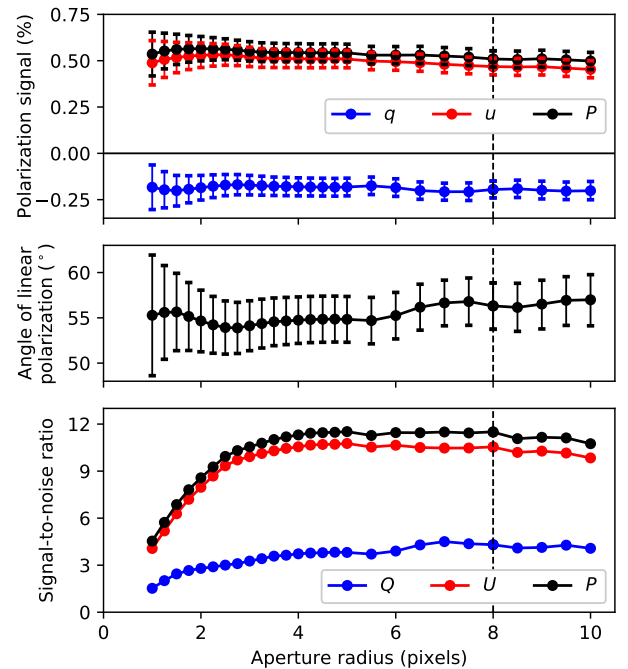 Polarization signal (%)
0.75
0.50
0.25
0.00
−0.25
q u P
Angle of linear
polarization (°)
60
55
50
Signal-to-noise ratio
12
9
6
3
0
Q U P
0 2 4 6 8 10
Aperture radius (pixels)